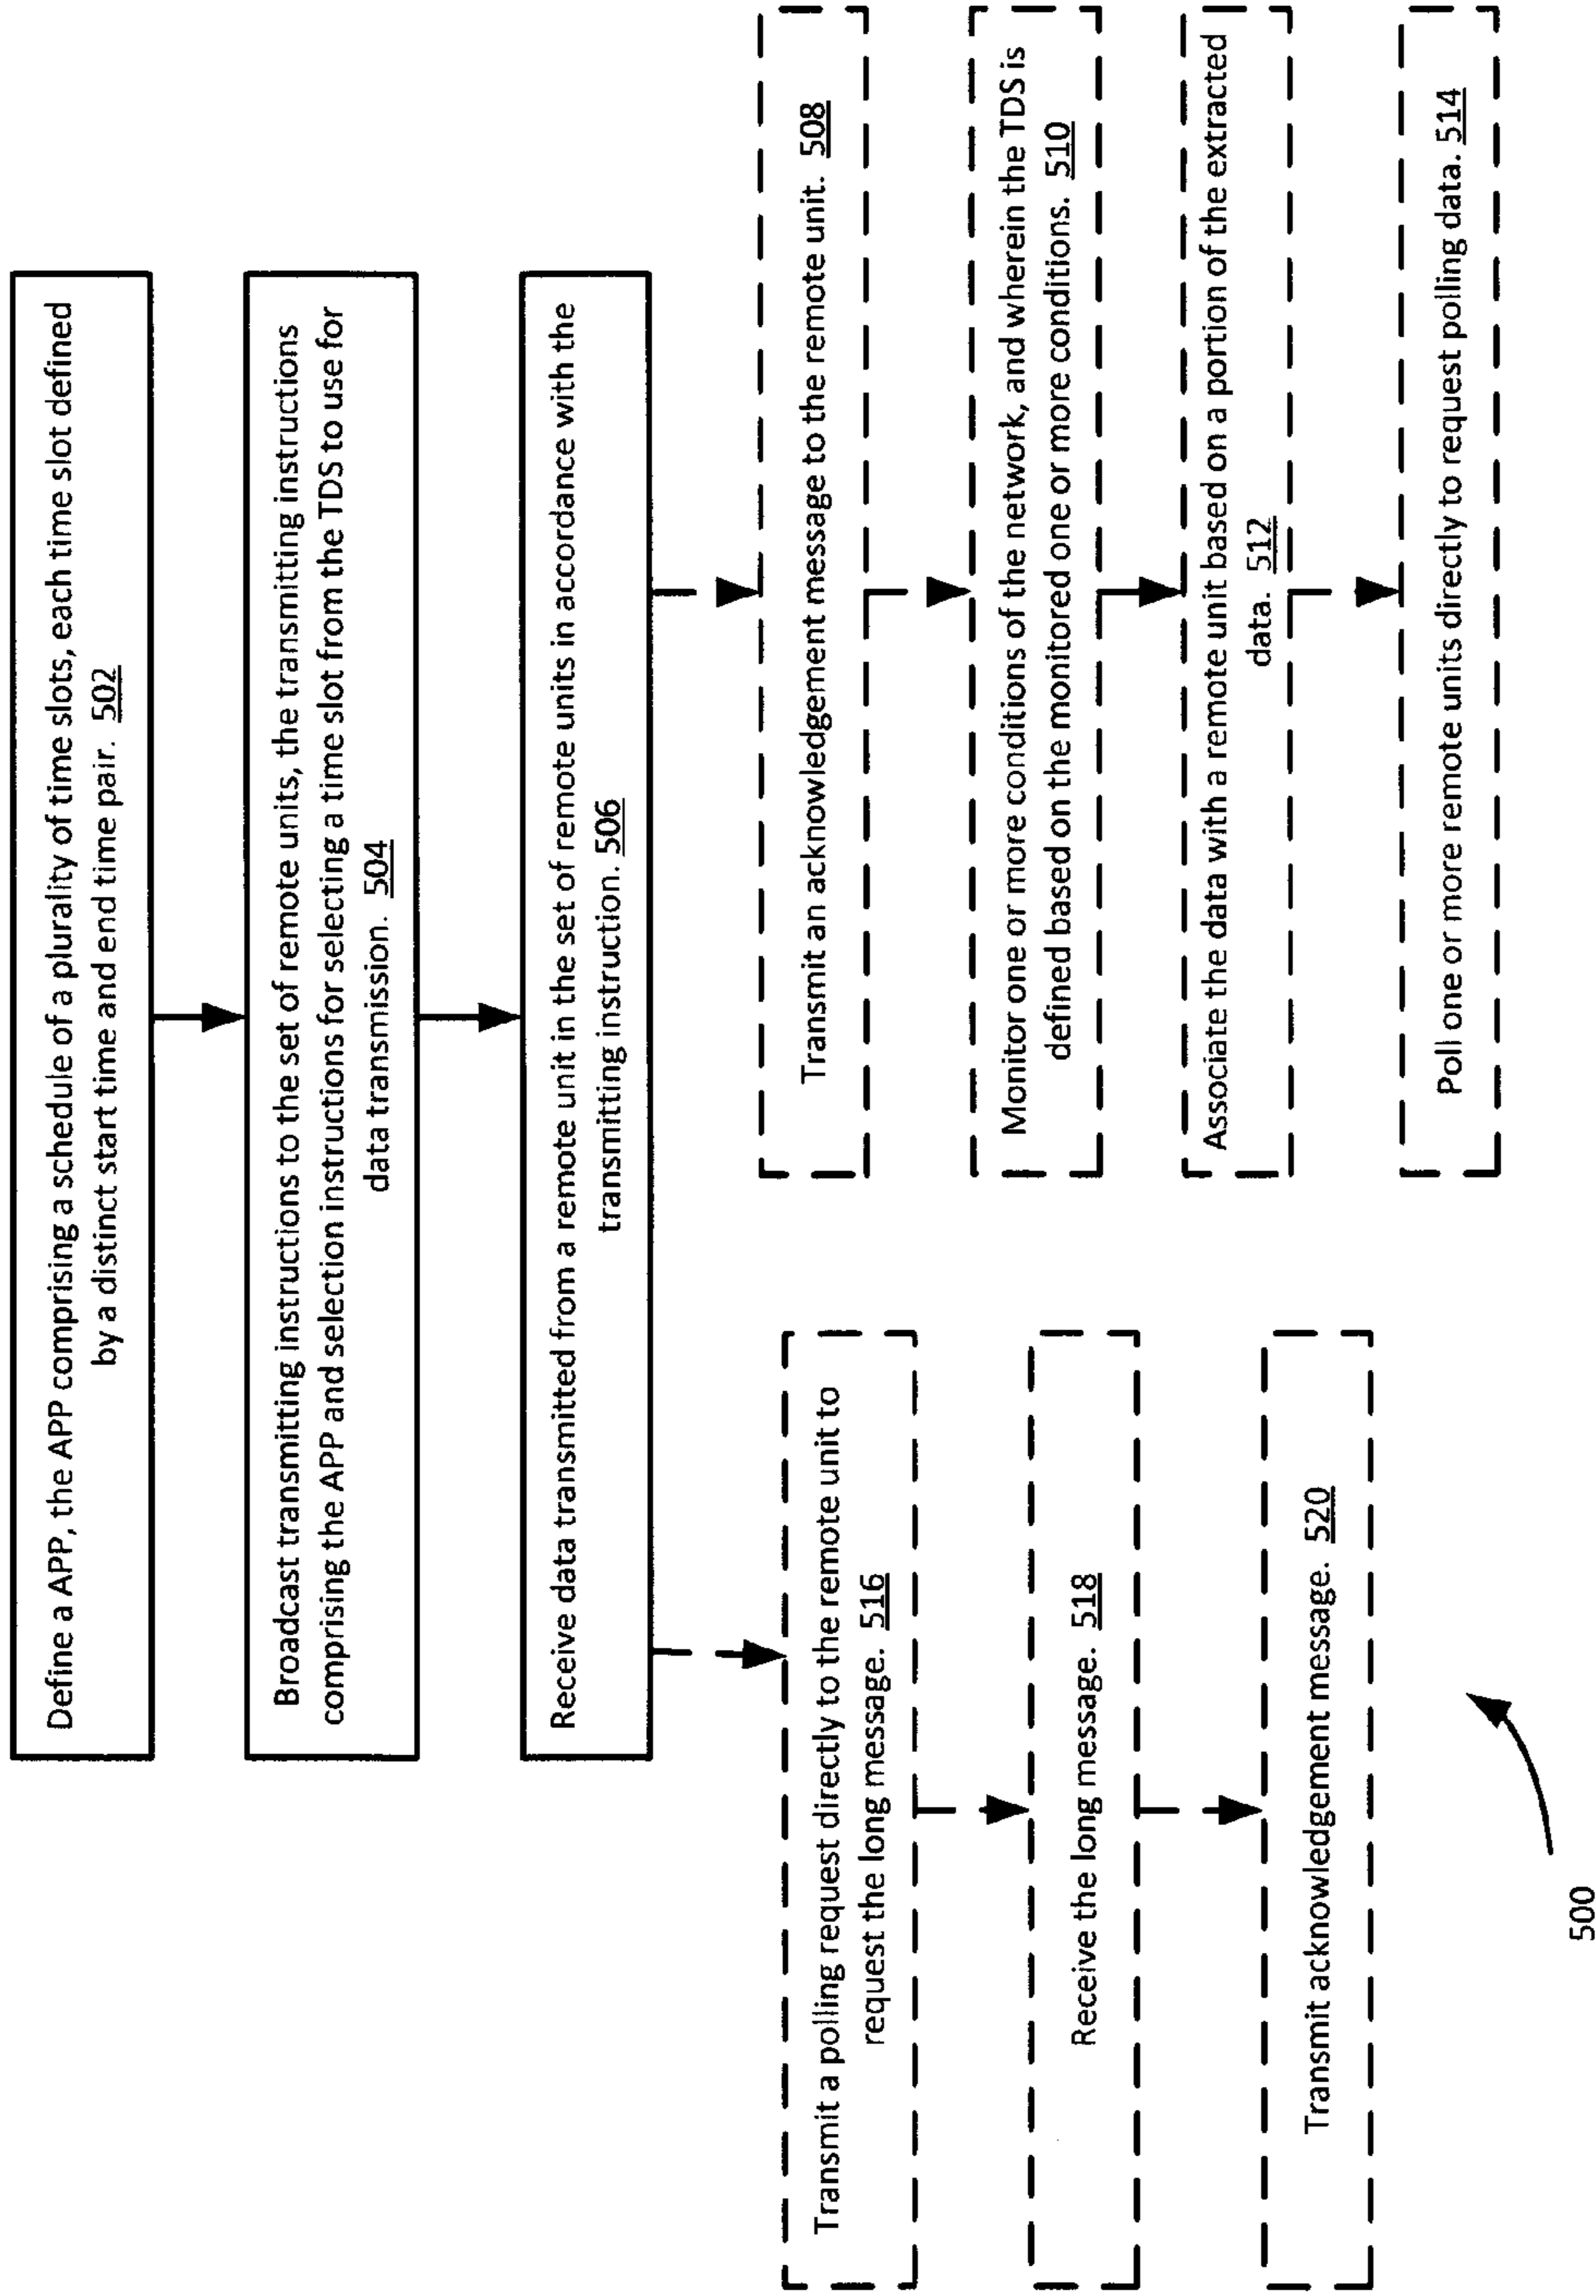 Define a APP, the APP comprising a schedule of a plurality of time slots, each time slot defined
by a distinct start time and end time pair. 502
Broadcast transmitting instructions to the set of remote units, the transmitting instructions
comprising the APP and selection instructions for selecting a time slot from the TDS to use for
data transmission. 504
Receive data transmitted from a remote unit in the set of remote units in accordance with the
transmitting instruction. 506
Transmit a polling request directly to the remote unit to
request the long message. 516
Receive the long message. 518
Transmit acknowledgement message. 520
Transmit an acknowledgement message to the remote unit. 508
Monitor one or more conditions of the network, and wherein the TDS is
defined based on the monitored one or more conditions. 510
Associate the data with a remote unit based on a portion of the extracted
data. 512
Poll one or more remote units directly to request polling data. 514
500